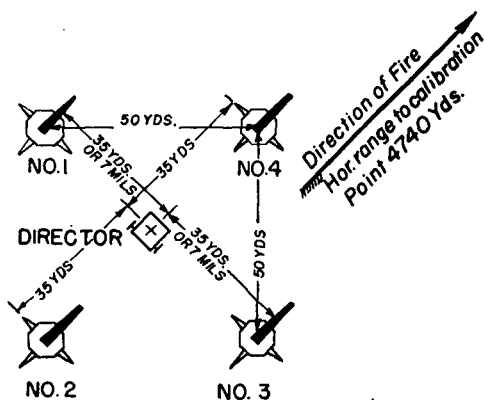 50 YDS.
NO.1
NO.4
35 YDS.
OR 7 MILS
35 YDS.
Direction of Fire
Hor. range to calibration
Point 4740 Yds.
DIRECTOR
35 YDS.
OR 7 MILS
50 YDS
35 YDS
NO. 2
NO. 3